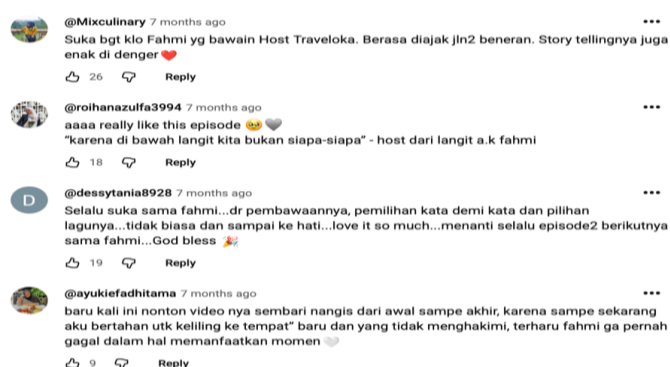 @Mixculinary 7 months ago
Suka bgt klo Fahmi yg bawain Host Traveloka. Berasa diajak jln2 beneran. Story tellingnya juga
enak di denger❤️
26 Reply
@roihanazulfa3994 7 months ago
aaaa really like this episode 🥹🩶
"karena di bawah langit kita bukan siapa-siapa" - host dari langit a.k fahmi
18 Reply
D
@dessytania8928 7 months ago
Selalu suka sama fahmi...dr pembawaannya, pemilihan kata demi kata dan pilihan
lagunya...tidak biasa dan sampai ke hati...love it so much...menanti selalu episode2 berikutnya
sama fahmi...God bless 🎉
19 Reply
@ayukiefadhitama 7 months ago
baru kali ini nonton video nya sembari nangis dari awal sampe akhir, karena sampe sekarang
aku bertahan utk keliling ke tempat" baru dan yang tidak menghakimi, terharu fahmi ga pernah
gagal dalam hal memanfaatkan momen 🤍
9 Reply